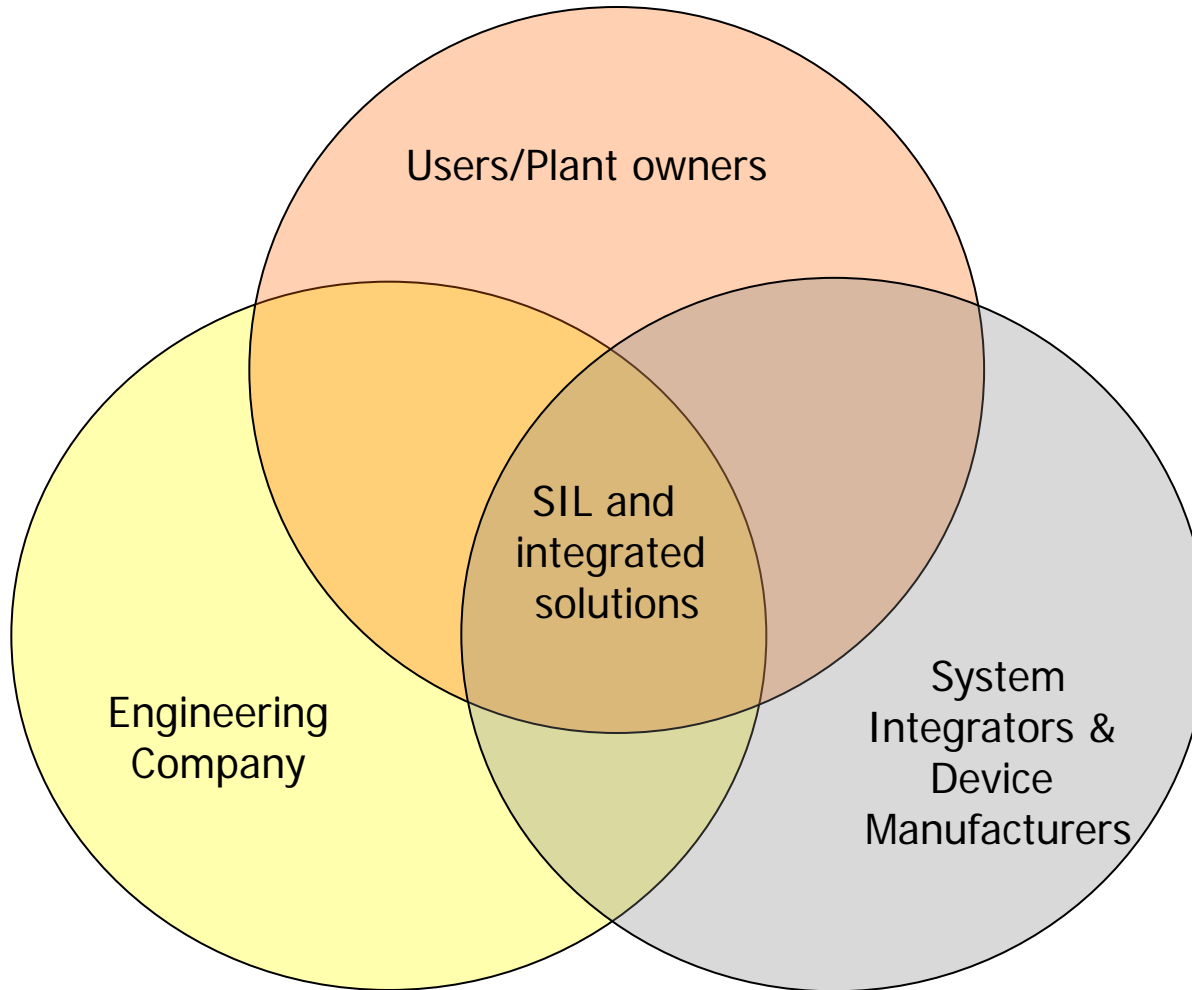 Users/Plant owners
SIL and
integrated
solutions
Engineering
Company
System
Integrators &
Device
Manufacturers